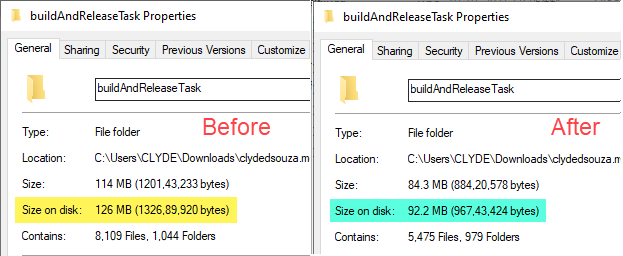 buildAndReleaseTask Properties
General Sharing Security Previous Versions Customize
buildAndReleaseTask
Before
Type: File folder
Location: C:\Users\CLYDE\Downloads\clydedsouza.m
Size: 114 MB (1201,43,233 bytes)
Size on disk: 126 MB (1326,89,920 bytes)
Contains: 8,109 Files, 1,044 Folders
buildAndReleaseTask Properties
General Sharing Security Previous Versions Customize
buildAndReleaseTask
After
Type: File folder
Location: C:\Users\CLYDE\Downloads\clydedsouza.m
Size: 84.3 MB (884,20,578 bytes)
Size on disk: 92.2 MB (967,43,424 bytes)
Contains: 5,475 Files, 979 Folders